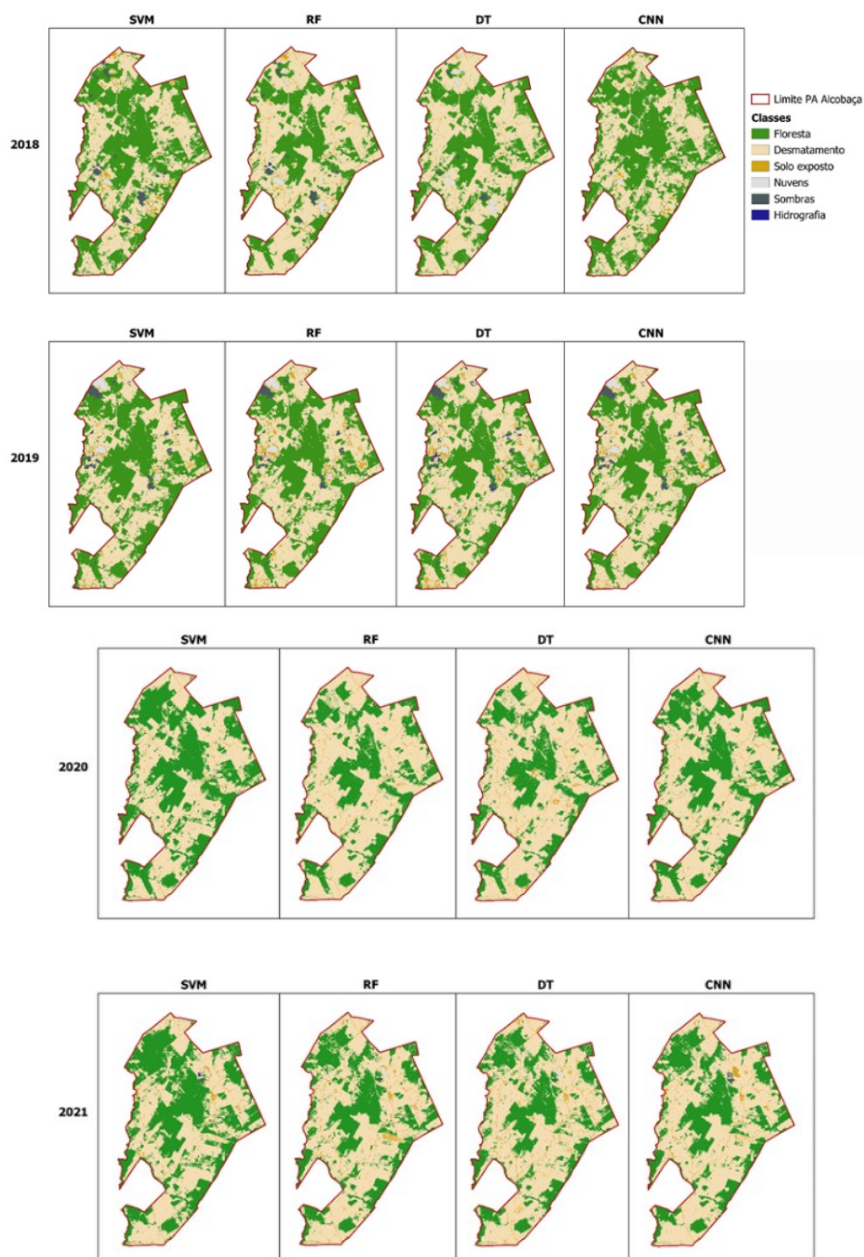 SVM RF DT CNN
2018
Limite PA Alcobaça
Classes
Floresta
Desmatamento
Solo exposto
Nuvens
Sombras
Hidrografia
SVM RF DT CNN
2019
SVM RF DT CNN
2020
SVM RF DT CNN
2021